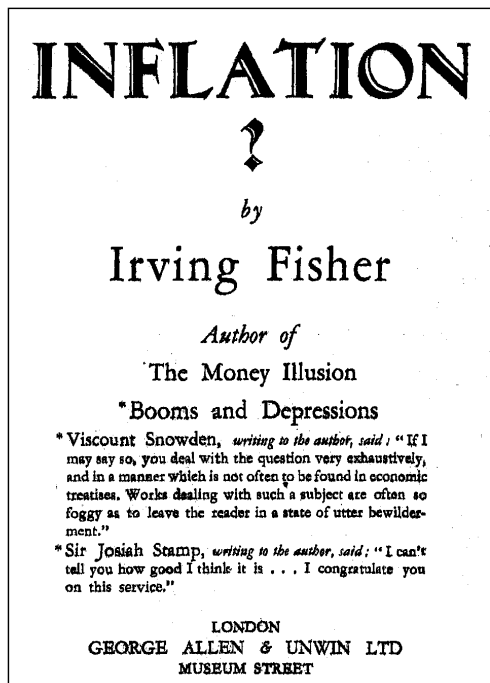 INFLATION
?
by
Irving Fisher
Author of
The Money Illusion
*Booms and Depressions
*Viscount Snowden, writing to the author, said: "If I
may say so, you deal with the question very exhaustively,
and in a manner which is not often to be found in economic
treatises. Works dealing with such a subject are often so
foggy as to leave the reader in a state of utter bewilder-
ment."
*Sir Josiah Stamp, writing to the author, said: "I can't
tell you how good I think it is . . . I congratulate you
on this service."
LONDON
GEORGE ALLEN & UNWIN LTD
MUSEUM STREET